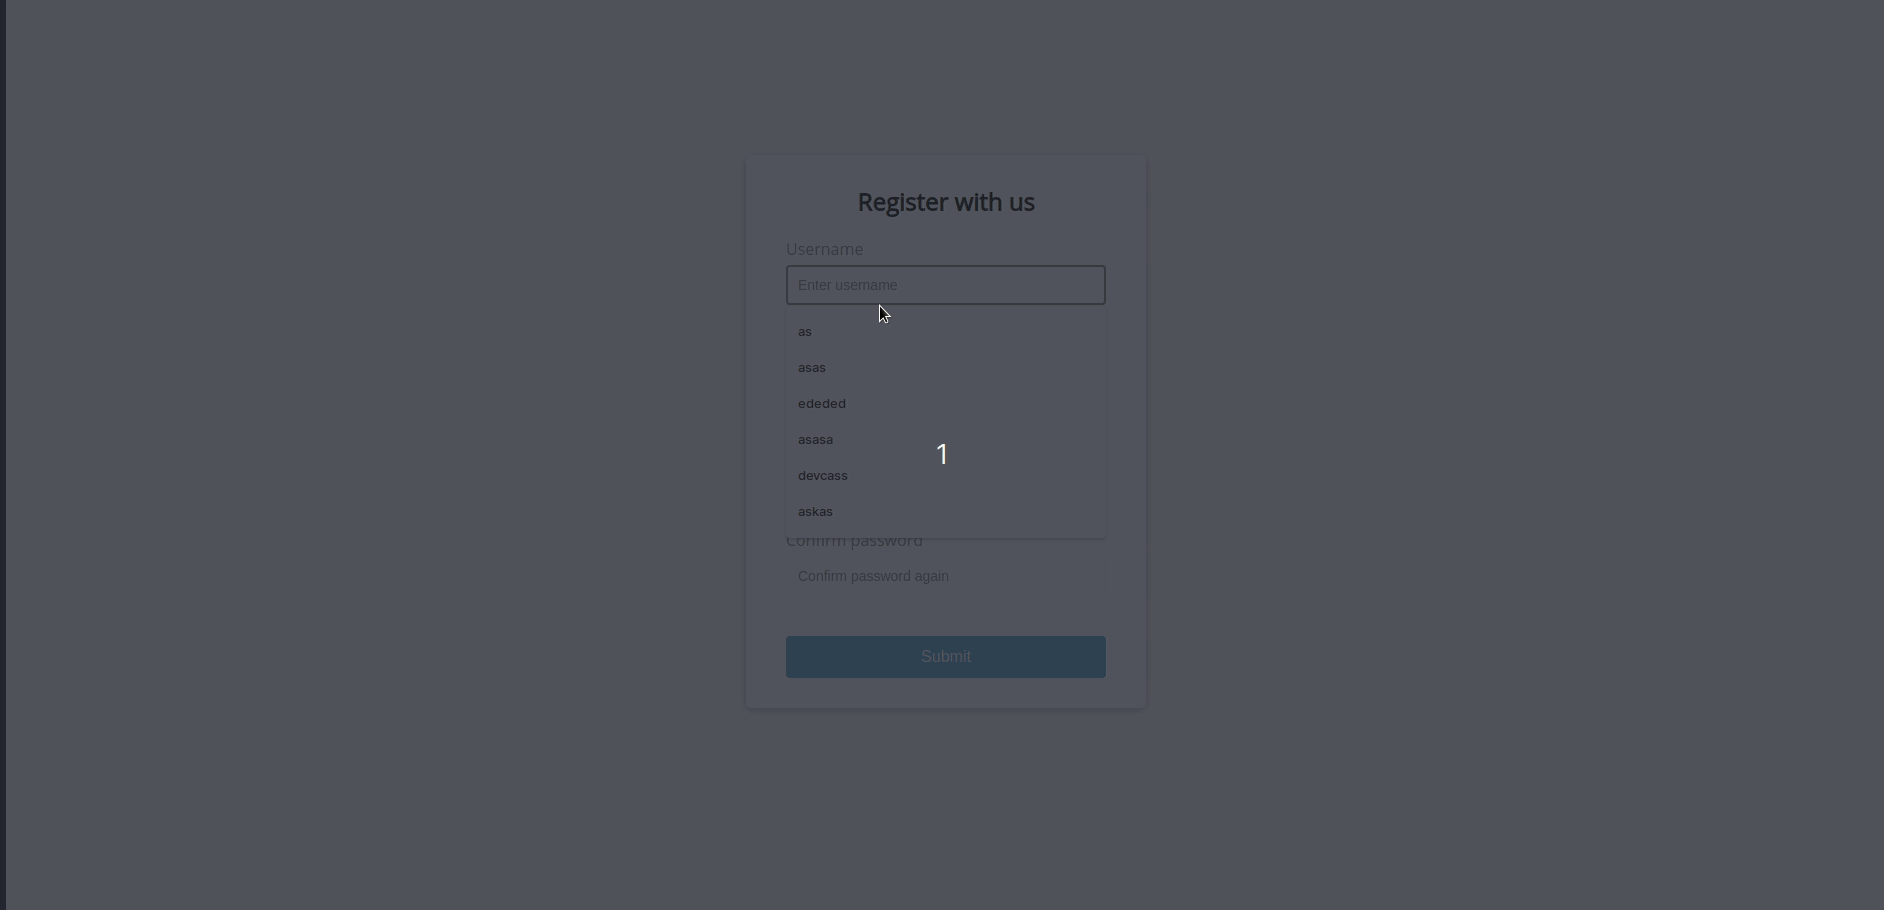 Register with us
Username
Enter username
as
asas
ededed
asasa
1
devcass
askas
Confirm password
Confirm password again
Submit